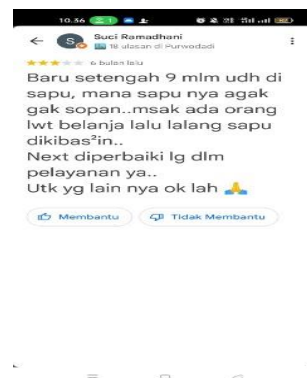 10.36
S
Suci Ramadhani
18 ulasan di Purwodadi
6 bulan lalu
Baru setengah 9 mlm udh di
sapu, mana sapu nya agak
gak sopan..msak ada orang
lwt belanja lalu lalang sapu
dikibas²in..
Next diperbaiki lg dlm
pelayanan ya..
Utk yg lain nya ok lah 🙏
Membantu
Tidak Membantu